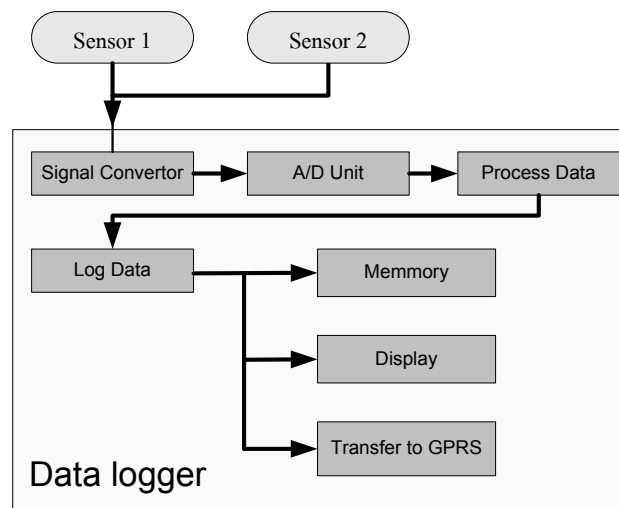 Sensor 1
Sensor 2
Signal Convertor
A/D Unit
Process Data
Log Data
Memmory
Display
Transfer to GPRS
Data logger